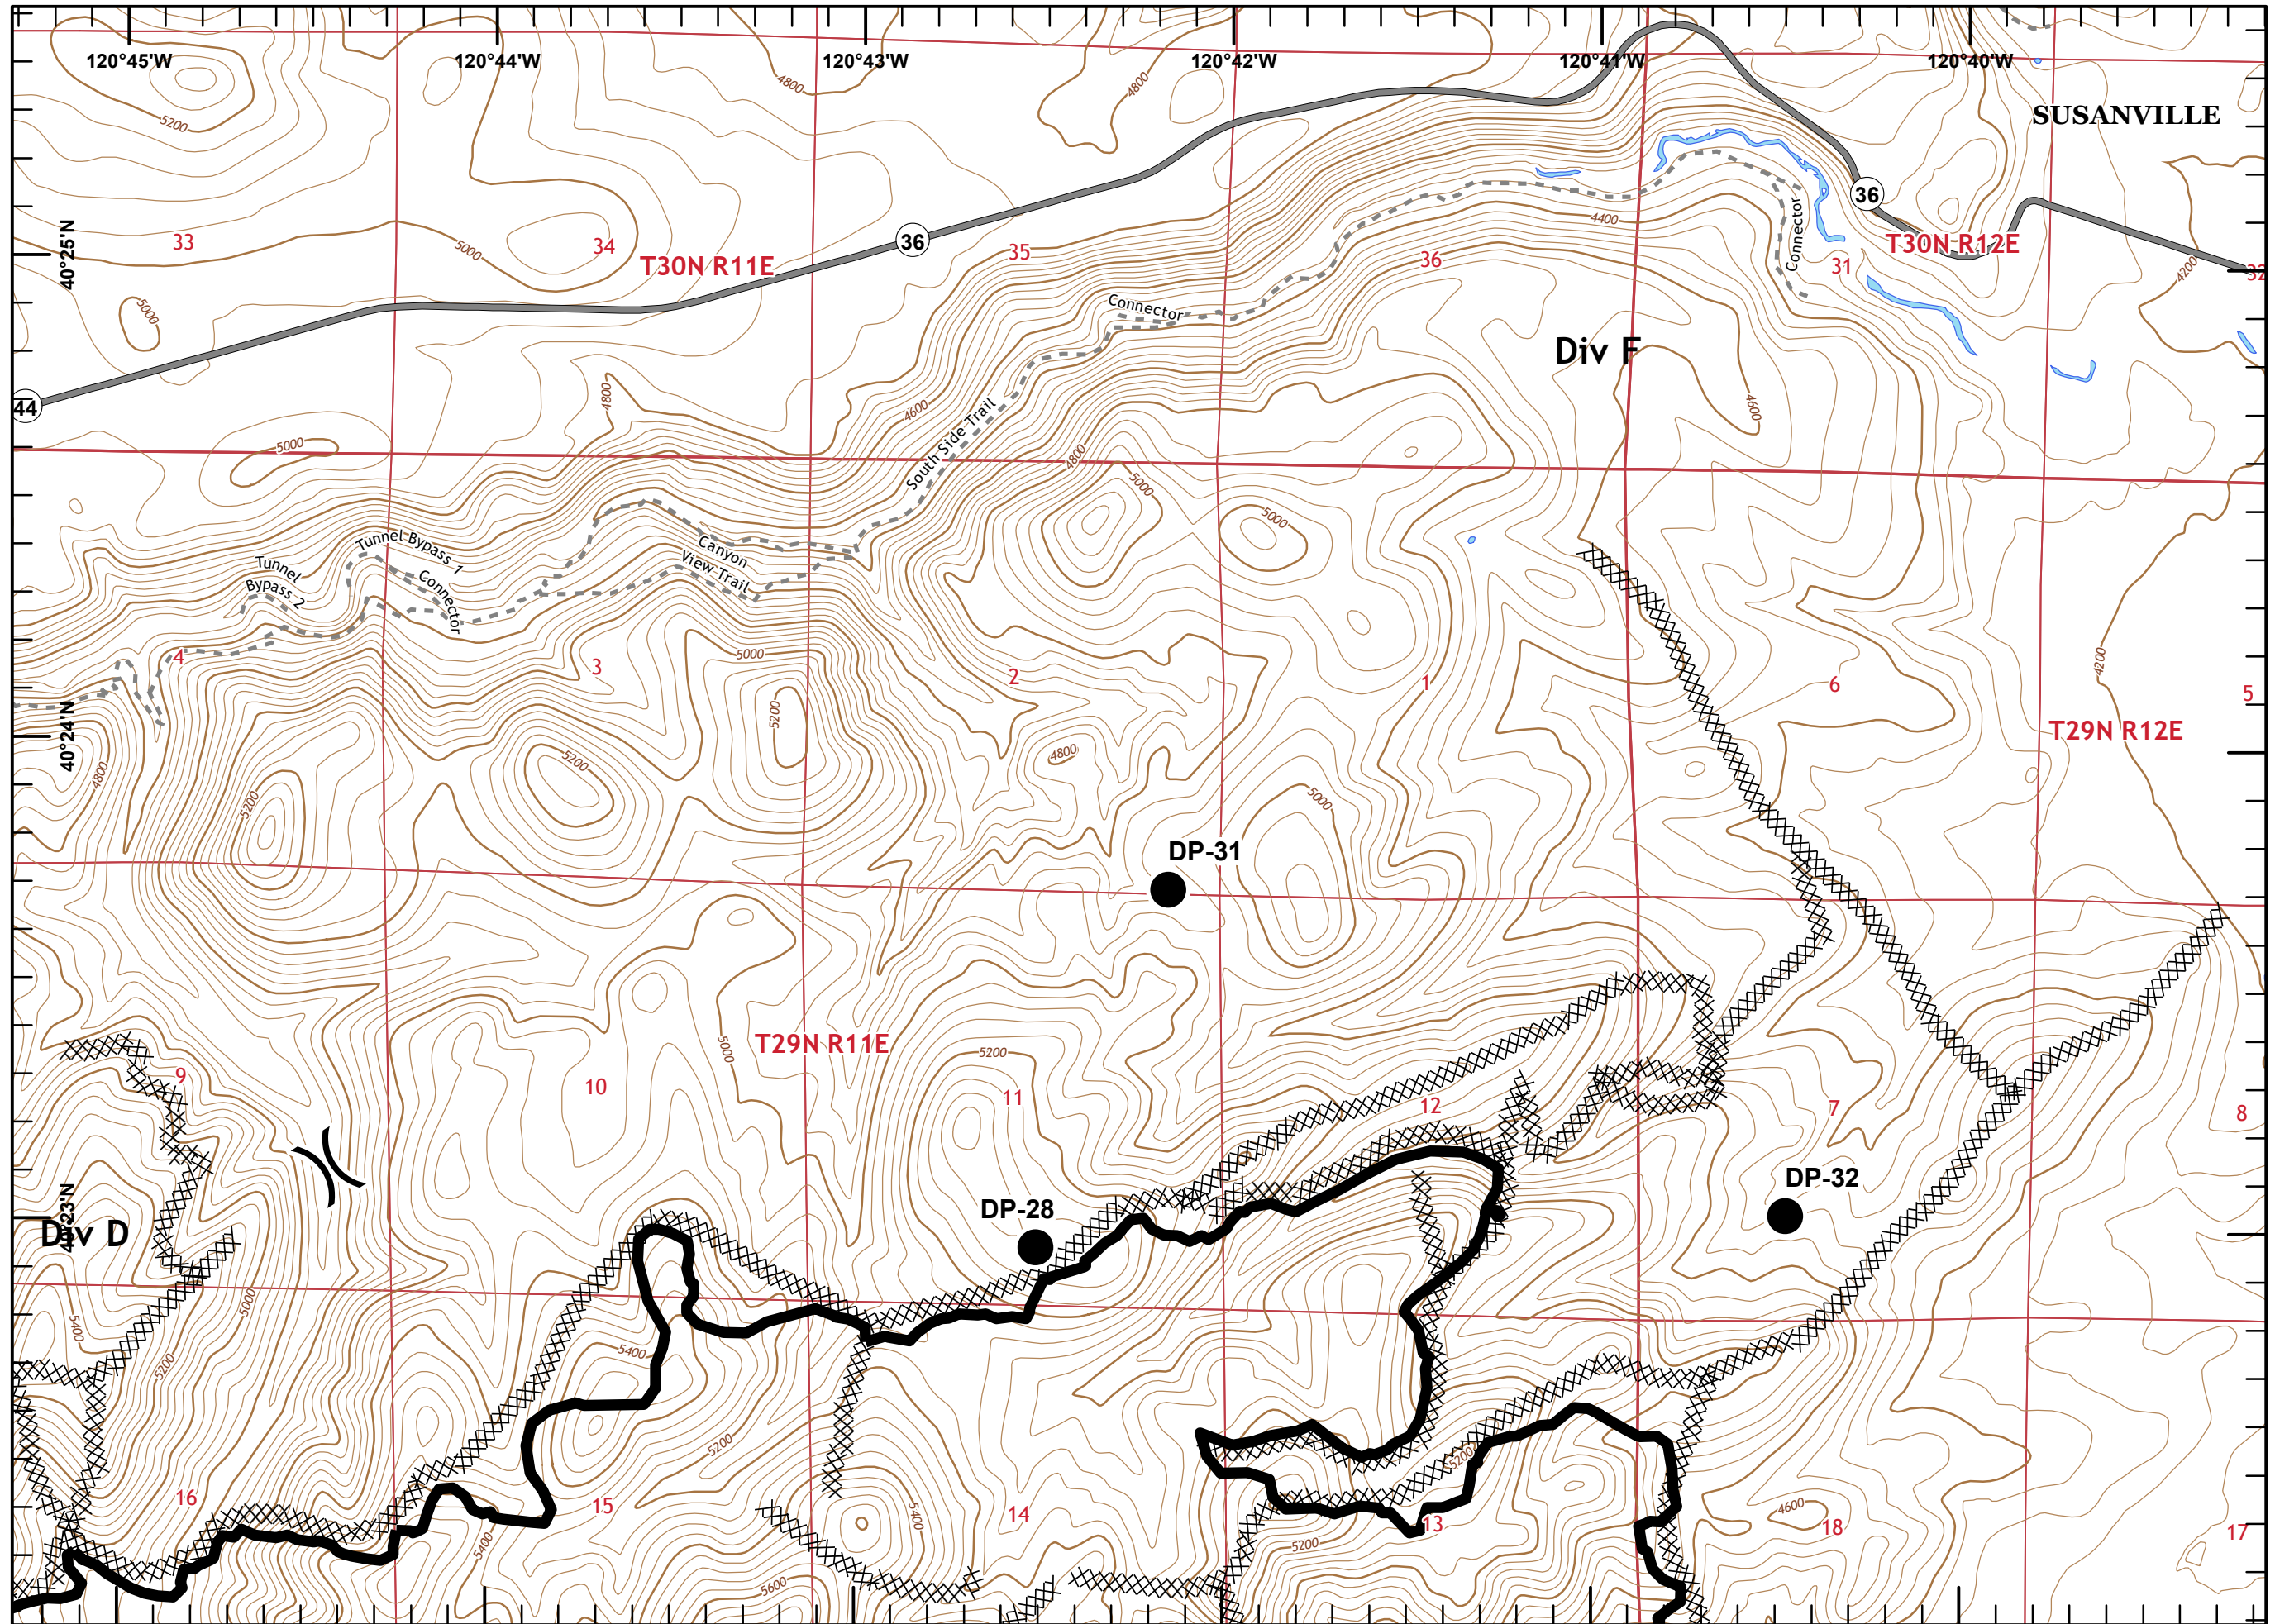 120°45'W
120°44'W
120°43'W
120°42'W
120°41'W
120°40'W
SUSANVILLE
5200
4800
4800
36
40°25'N
33
5000
34
T30N R11E
36
35
36
4400
Connector
31
T30N R12E
4200
32
5000
Connector
Div F
44
4800
4600
South Side Trail
4600
5000
4800
5000
5000
Tunnel Bypass 1
Tunnel
Bypass 2
Connector
Canyon
View Trail
4
3
5000
2
1
6
4200
5
40°24'N
4800
5200
5200
5200
4800
5000
T29N R12E
DP-31
9
10
5000
T29N R11E
5200
11
12
7
8
40°23'N
Div D
DP-28
DP-32
5000
5400
5200
5400
5200
5200
16
15
5400
5400
14
13
5200
4600
18
17
5600